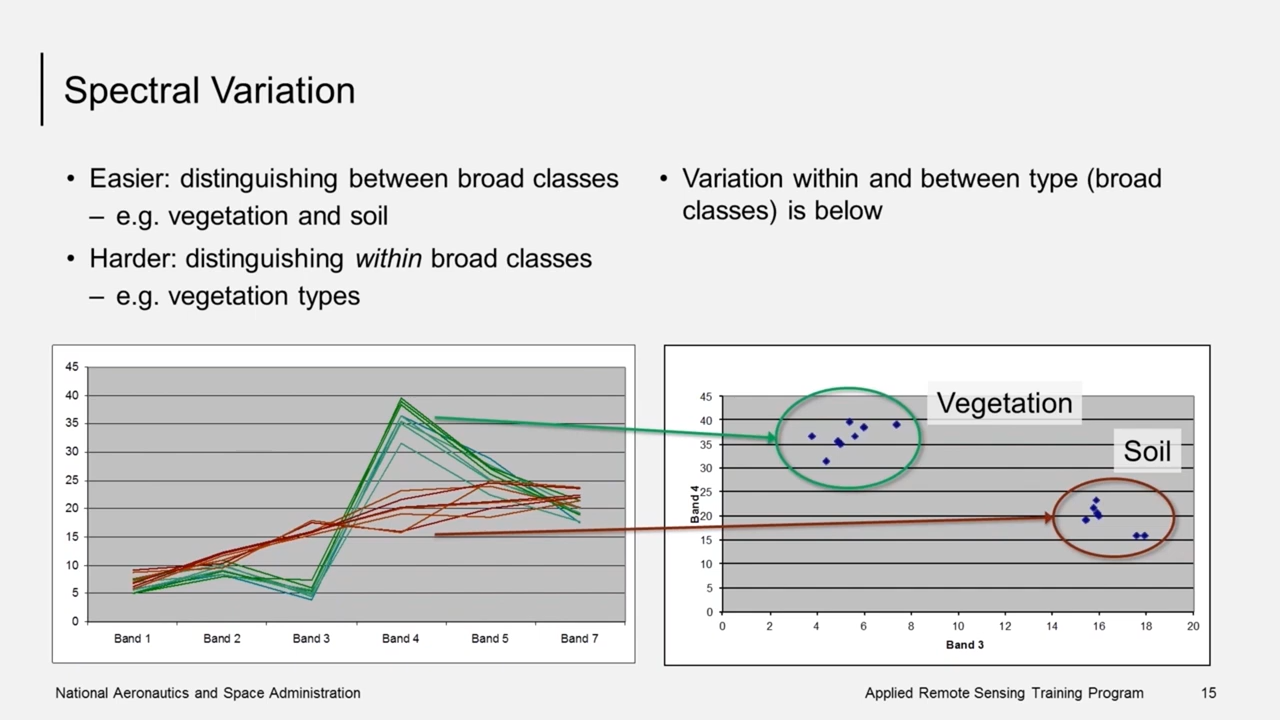 Spectral Variation
• Easier: distinguishing between broad classes
– e.g. vegetation and soil
• Harder: distinguishing within broad classes
– e.g. vegetation types
• Variation within and between type (broad
classes) is below
45
40
35
30
25
20
15
10
5
0
Band 1 Band 2 Band 3 Band 4 Band 5 Band 7
Vegetation
Soil
Band 4
45
40
35
30
25
20
15
10
5
0
0 2 4 6 8 10 12 14 16 18 20
Band 3
National Aeronautics and Space Administration
Applied Remote Sensing Training Program
15